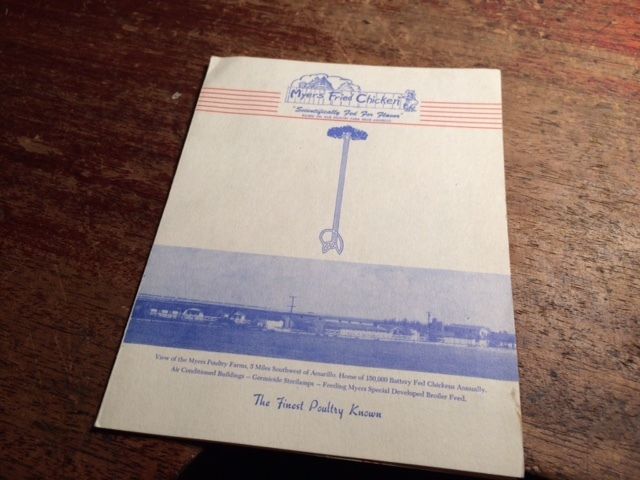 Myers Fried Chicken
"Scientifically Fed For Flavor"
View of the Myers Poultry Farms, 3 Miles Southwest of Amarillo. Home of 150,000 Battery Fed Chickens Annually.
Air Conditioned Buildings — Germicide Sterilamps — Feeding Myers Special Developed Broiler Feed.
The Finest Poultry Known